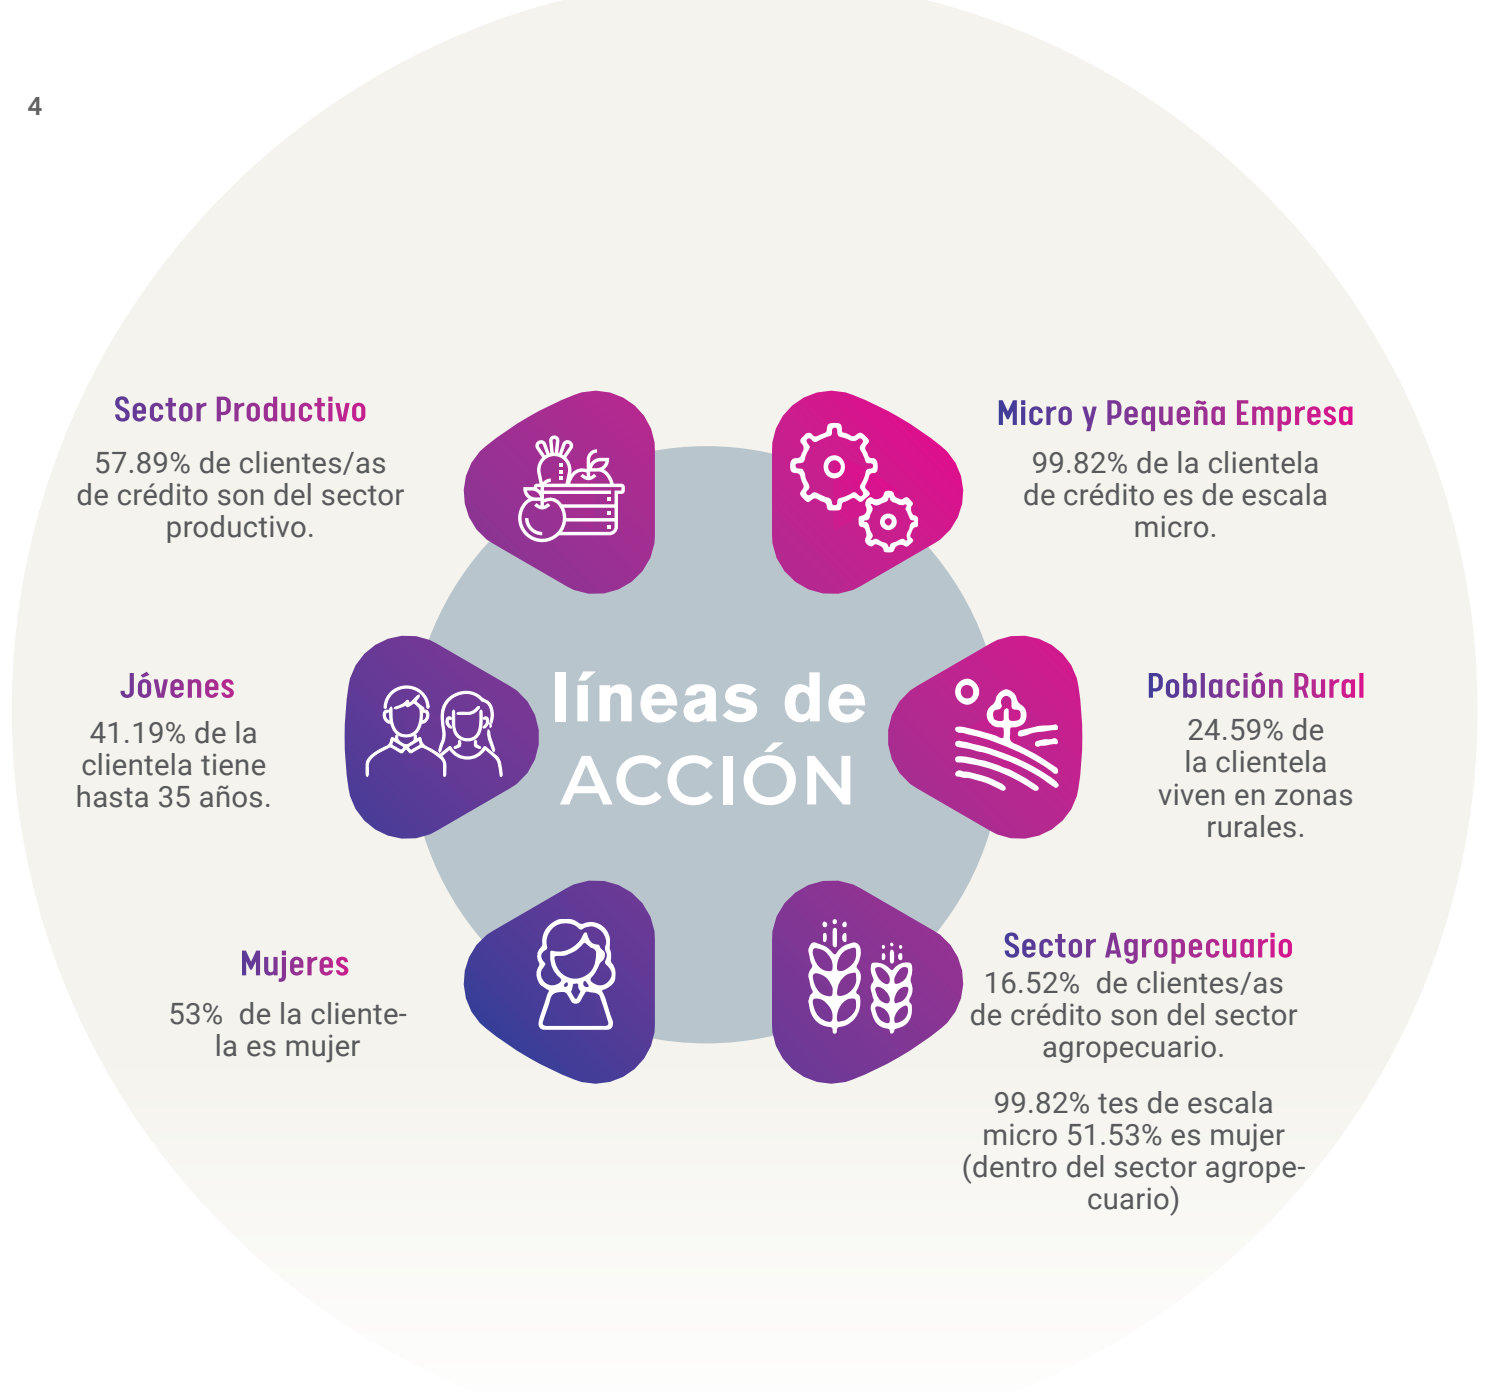 4
Sector Productivo
57.89% de clientes/as
de crédito son del sector
productivo.
Micro y Pequeña Empresa
99.82% de la clientela
de crédito es de escala
micro.
Jóvenes
41.19% de la
clientela tiene
hasta 35 años.
líneas de
ACCIÓN
Población Rural
24.59% de
la clientela
viven en zonas
rurales.
Mujeres
53% de la cliente-
la es mujer
Sector Agropecuario
16.52% de clientes/as
de crédito son del sector
agropecuario.
99.82% tes de escala
micro 51.53% es mujer
(dentro del sector agrope-
cuario)